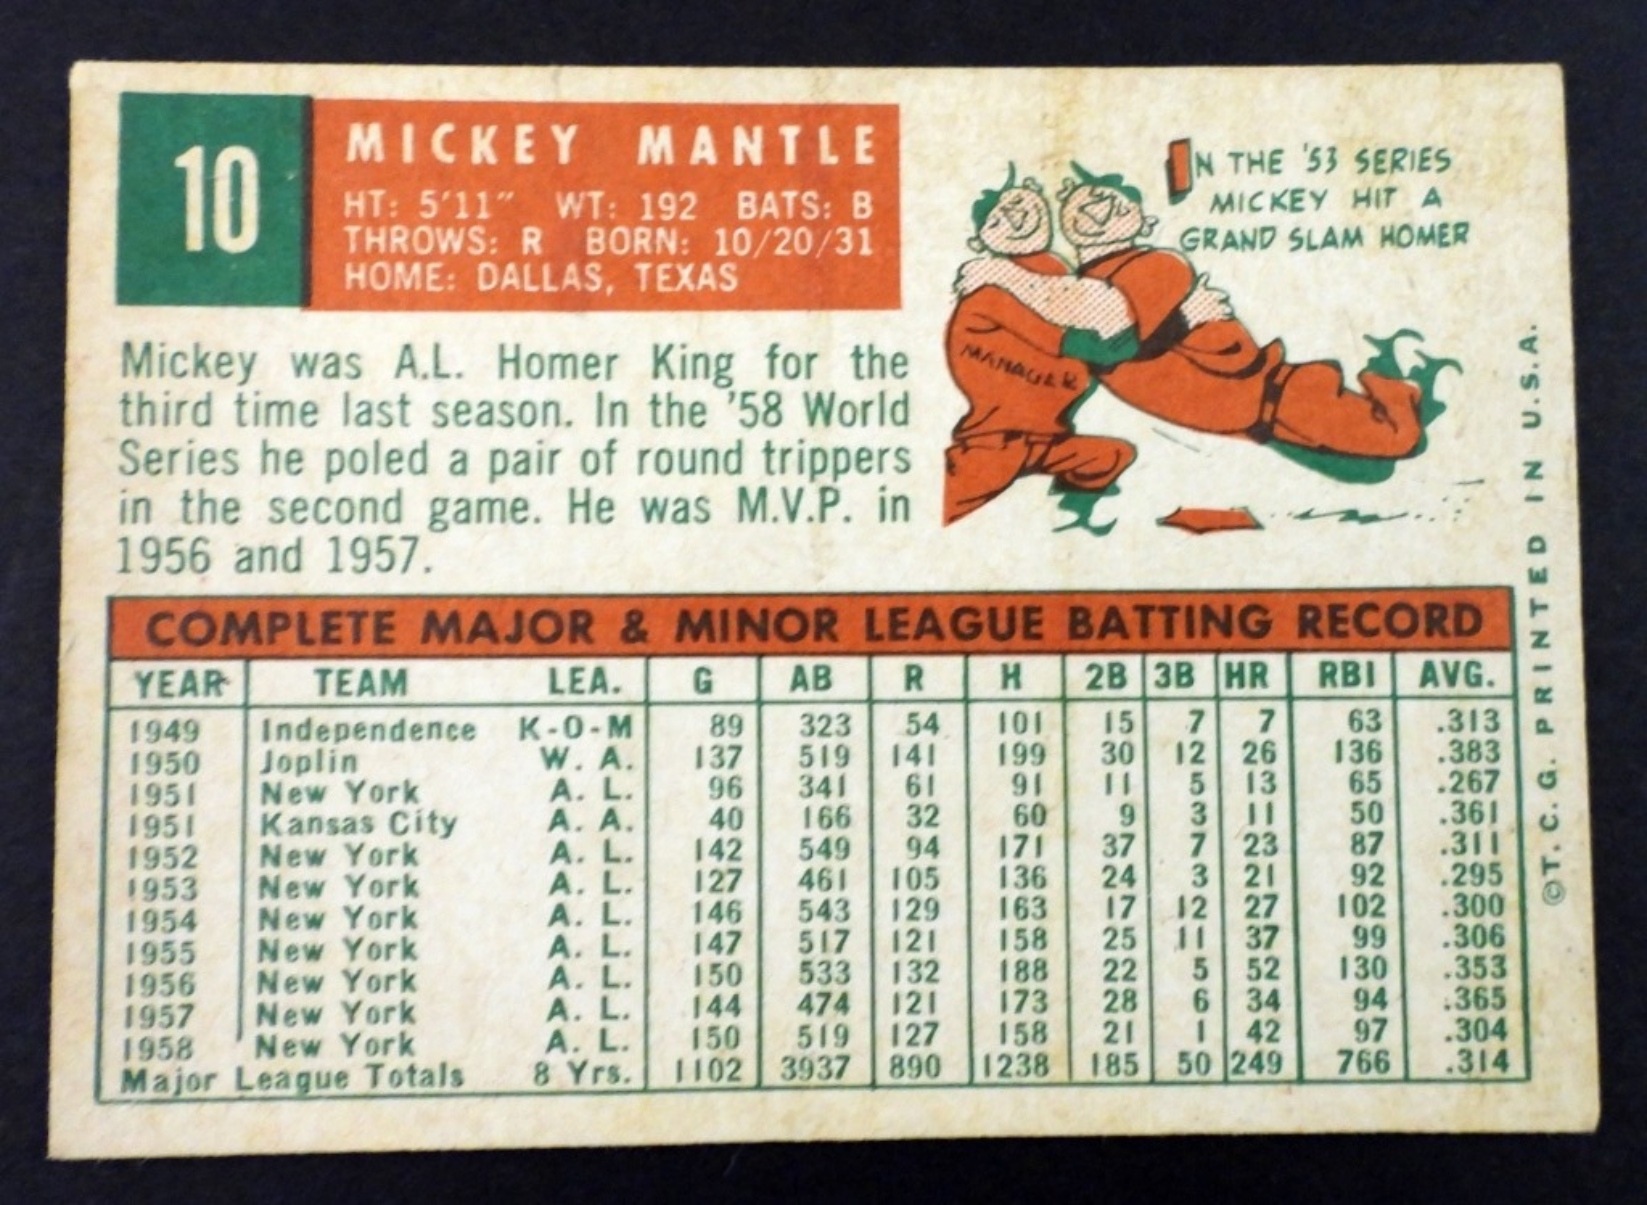 10
MICKEY MANTLE
HT: 5'11" WT: 192 BATS: B
THROWS: R BORN: 10/20/31
HOME: DALLAS, TEXAS
IN THE '53 SERIES
MICKEY HIT A
GRAND SLAM HOMER
MANAGER
Mickey was A.L. Homer King for the
third time last season. In the '58 World
Series he poled a pair of round trippers
in the second game. He was M.V.P. in
1956 and 1957.
COMPLETE MAJOR & MINOR LEAGUE BATTING RECORD
YEAR TEAM LEA. G AB R H 2B 3B HR RBI AVG.
1949 Independence K-O-M 89 323 54 101 15 7 7 63 .313
1950 Joplin W. A. 137 519 141 199 30 12 26 136 .383
1951 New York A. L. 96 341 61 91 11 5 13 65 .267
1951 Kansas City A. A. 40 166 32 60 9 3 11 50 .361
1952 New York A. L. 142 549 94 171 37 7 23 87 .311
1953 New York A. L. 127 461 105 136 24 3 21 92 .295
1954 New York A. L. 146 543 129 163 17 12 27 102 .300
1955 New York A. L. 147 517 121 158 25 11 37 99 .306
1956 New York A. L. 150 533 132 188 22 5 52 130 .353
1957 New York A. L. 144 474 121 173 28 6 34 94 .365
1958 New York A. L. 150 519 127 158 21 1 42 97 .304
Major League Totals 8 Yrs. 1102 3937 890 1238 185 50 249 766 .314
©T. C. G. PRINTED IN U.S.A.